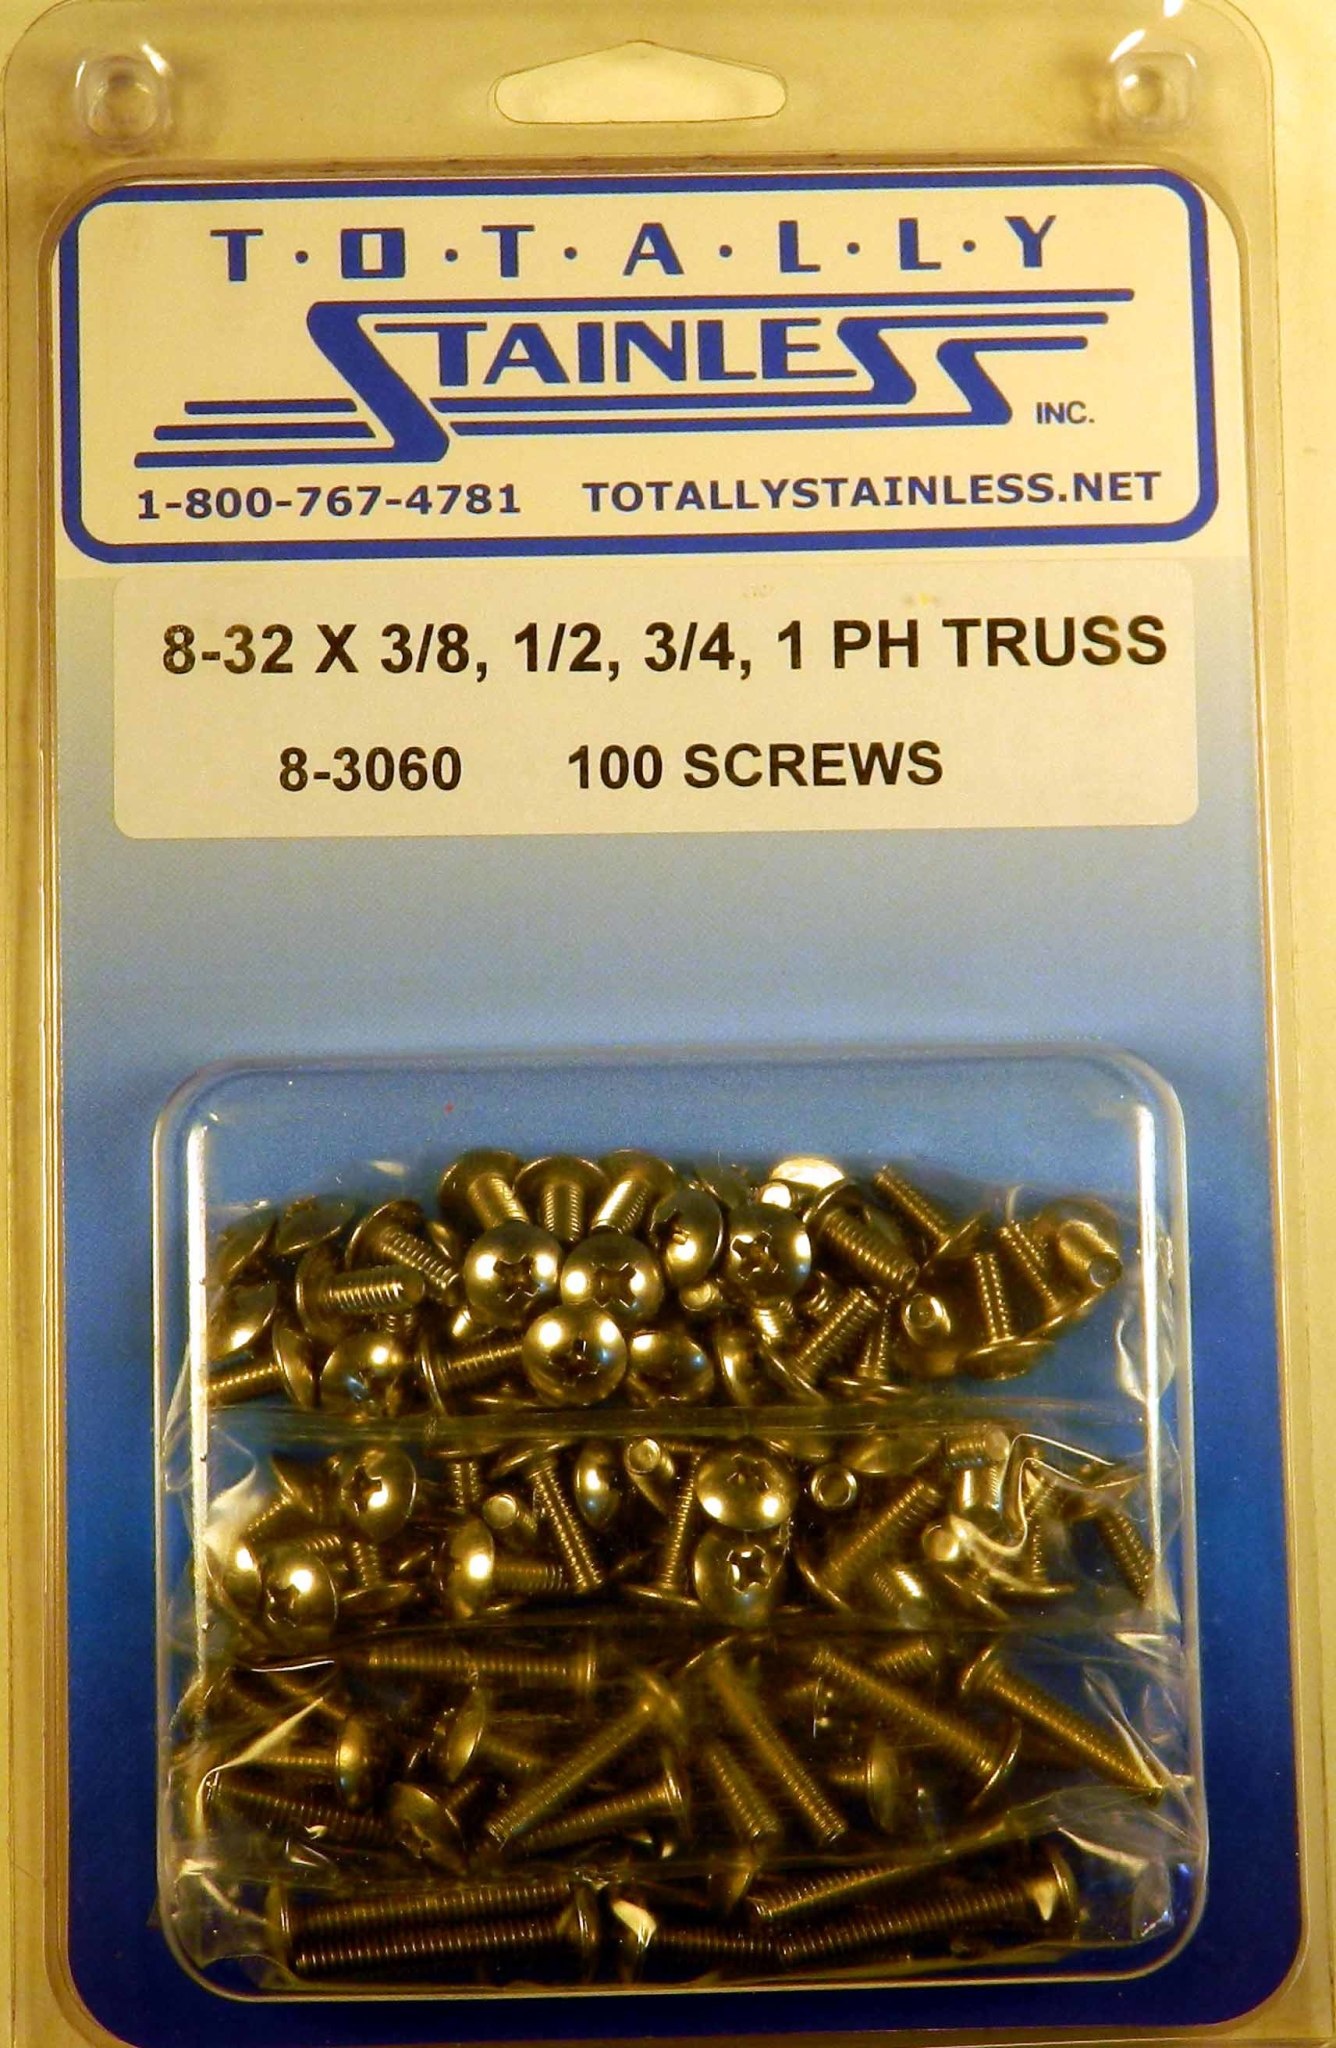 T·O·T·A·L·L·Y
STAINLESS INC.
1-800-767-4781 TOTALLYSTAINLESS.NET
8-32 X 3/8, 1/2, 3/4, 1 PH TRUSS
8-3060 100 SCREWS